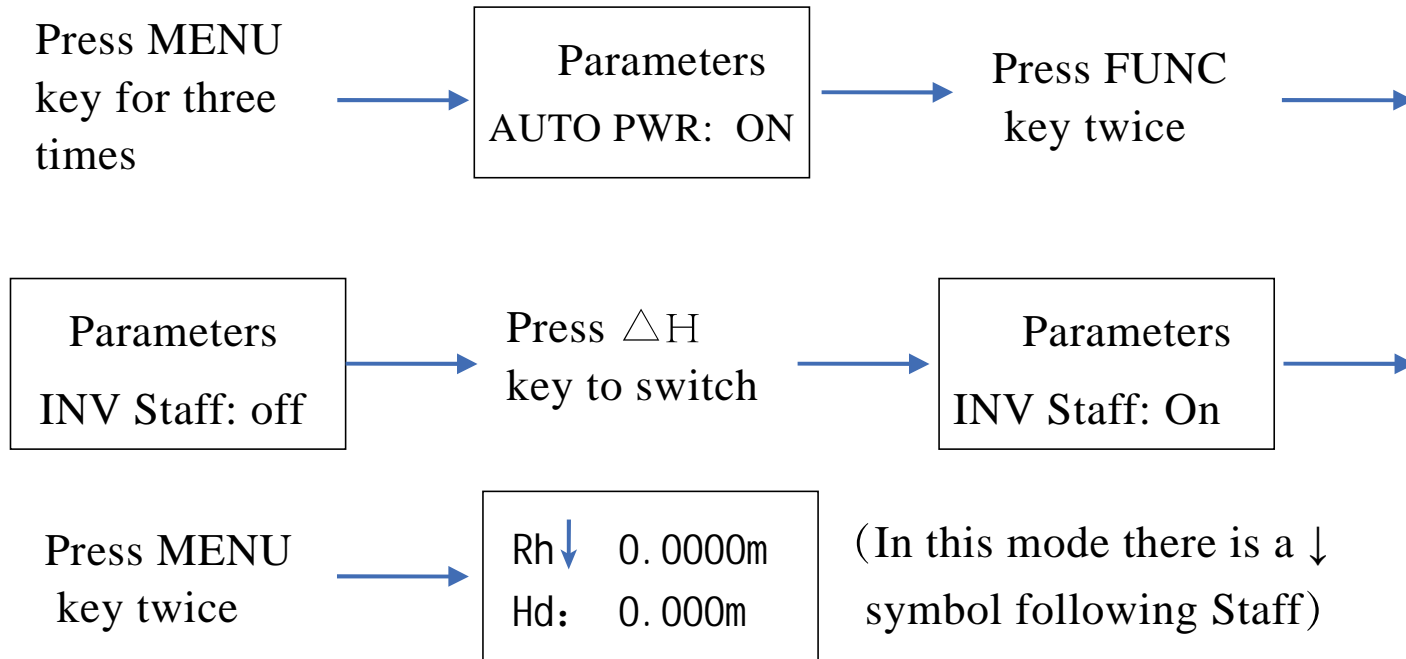 Press MENU
key for three
times
Parameters
AUTO PWR: ON
Press FUNC
key twice
Parameters
INV Staff: off
Press △H
key to switch
Parameters
INV Staff: On
Press MENU
key twice
Rh↓ 0.0000m
Hd： 0.000m
（In this mode there is a ↓
symbol following Staff）